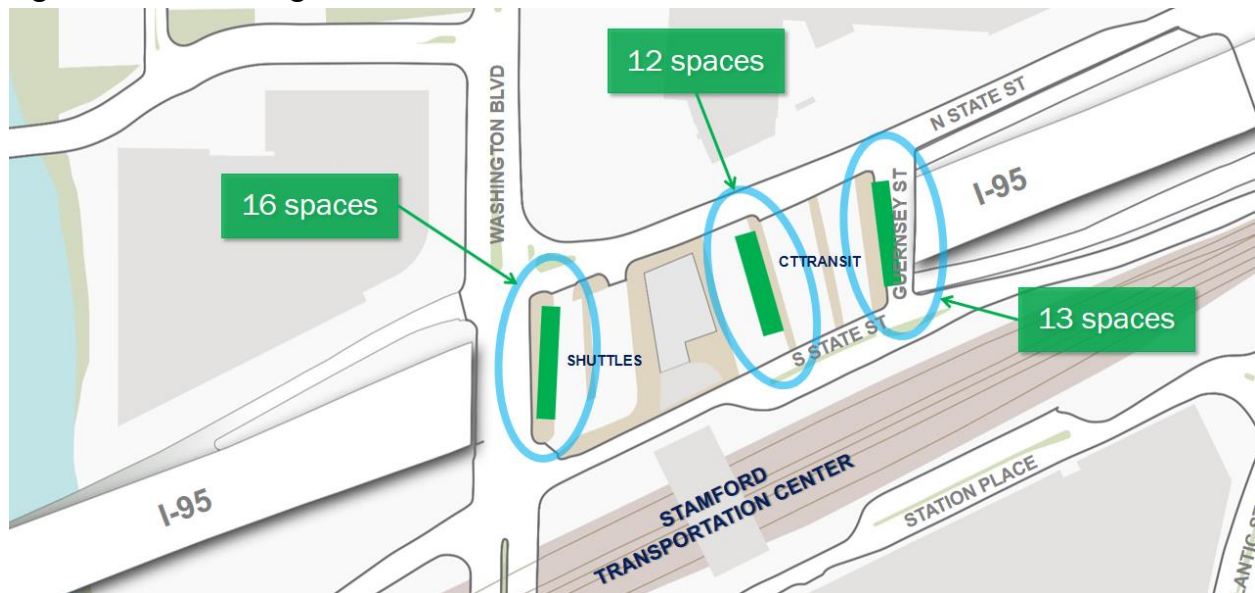 12 spaces
N STATE ST
I-95
WASHINGTON BLVD
16 spaces
GUERNSEY ST
CTTRANSIT
13 spaces
S STATE ST
SHUTTLES
STAMFORD
TRANSPORTATION CENTER
STATION PLACE
I-95